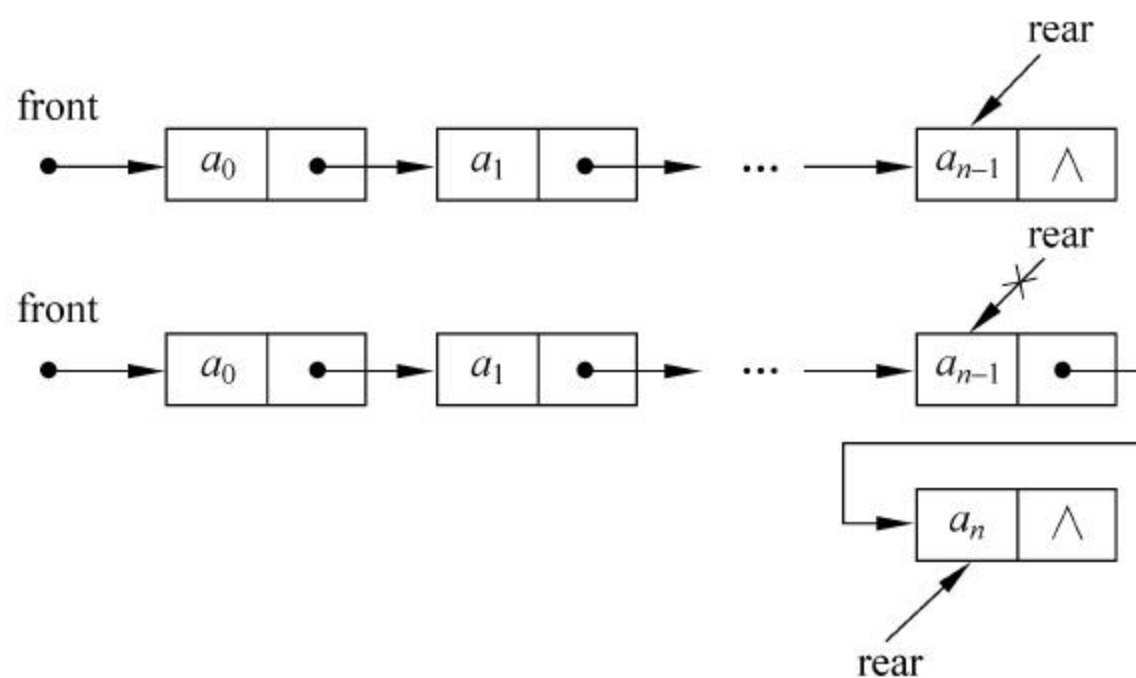 rear
front
a₀ a₁ ... aₙ₋₁ ∧
rear
front
a₀ a₁ ... aₙ₋₁
aₙ ∧
rear